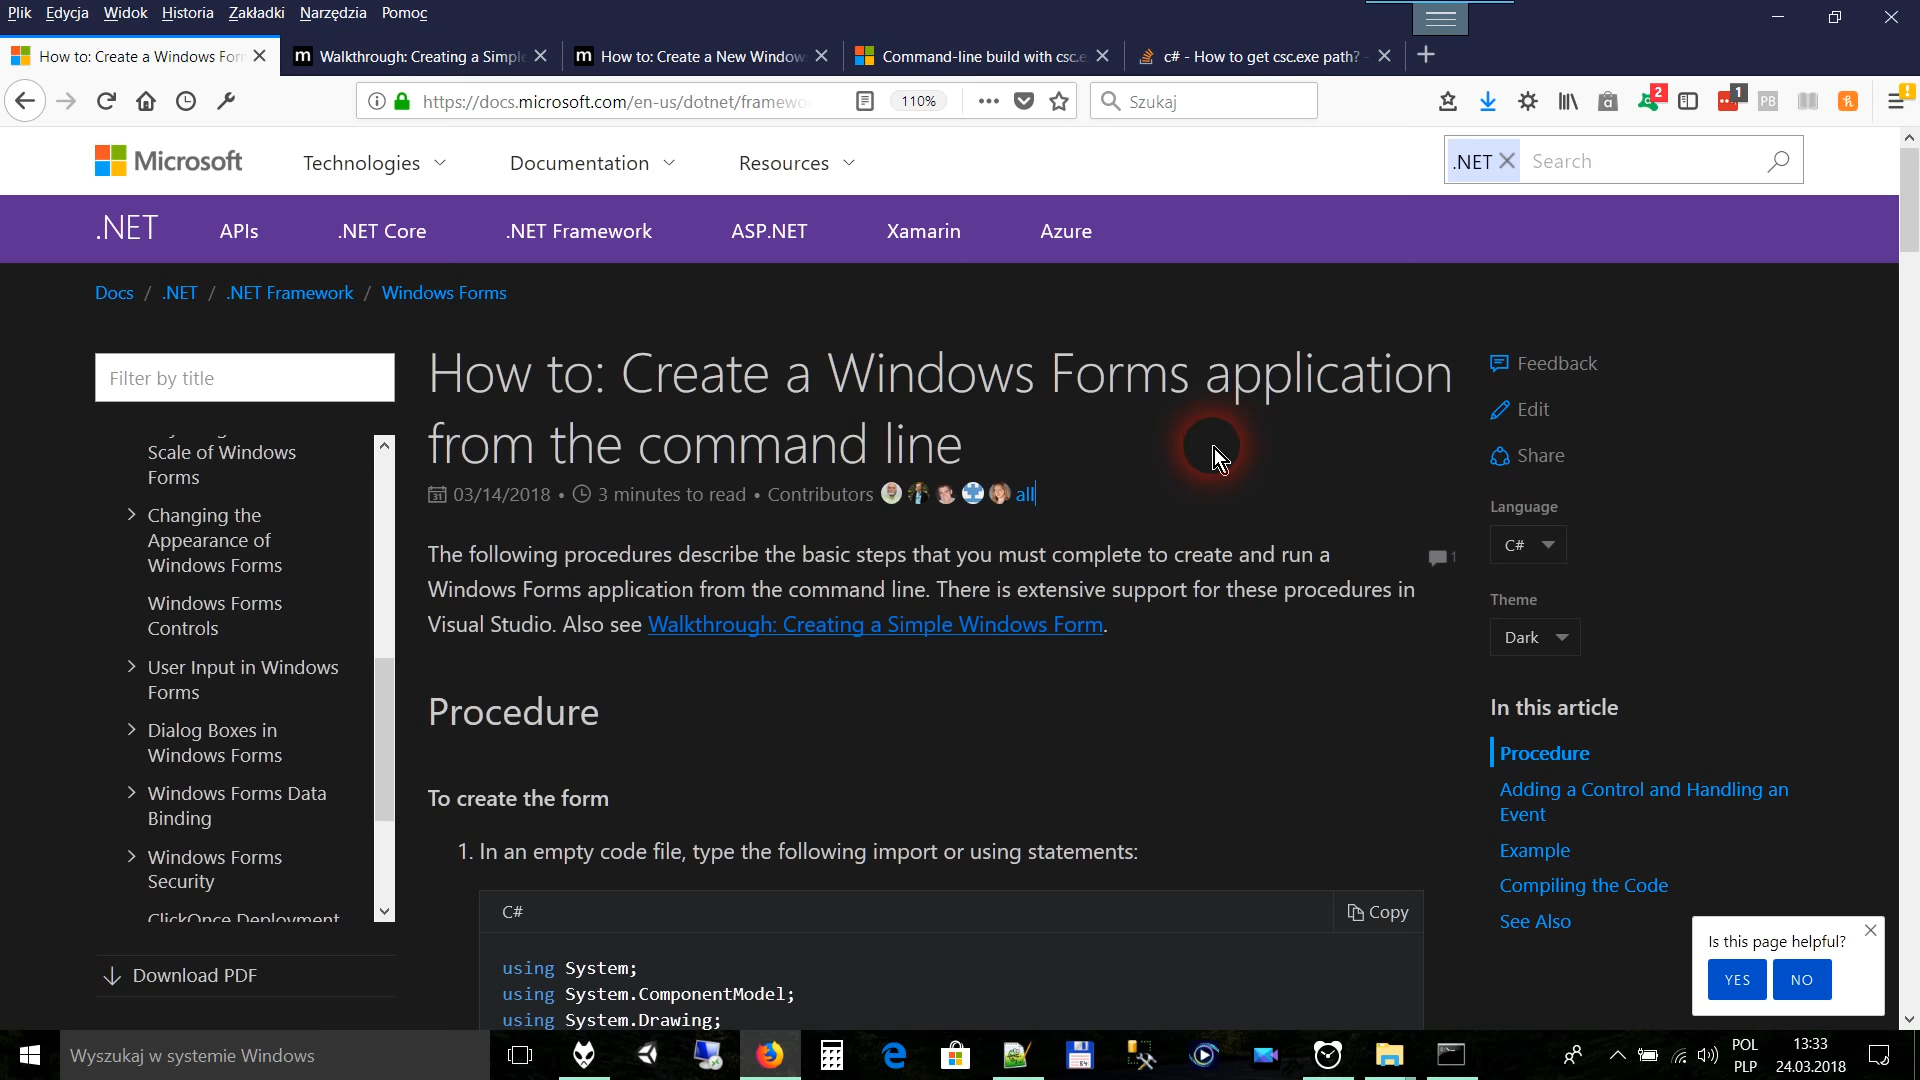 Plik Edycja Widok Historia Zakładki Narzędzia Pomoc
How to: Create a Windows For
Walkthrough: Creating a Simple
How to: Create a New Window
Command-line build with csc.e
c# - How to get csc.exe path? -
https://docs.microsoft.com/en-us/dotnet/framewo
110%
Szukaj
2
1
PB
Microsoft
Technologies
Documentation
Resources
.NET
Search
.NET
APIs
.NET Core
.NET Framework
ASP.NET
Xamarin
Azure
Docs / .NET / .NET Framework / Windows Forms
Filter by title
Scale of Windows
Forms
Changing the
Appearance of
Windows Forms
Windows Forms
Controls
User Input in Windows
Forms
Dialog Boxes in
Windows Forms
Windows Forms Data
Binding
Windows Forms
Security
ClickOnce Deployment
Download PDF
How to: Create a Windows Forms application
from the command line
03/14/2018 • 3 minutes to read • Contributors all
The following procedures describe the basic steps that you must complete to create and run a
Windows Forms application from the command line. There is extensive support for these procedures in
Visual Studio. Also see Walkthrough: Creating a Simple Windows Form.
1
Procedure
To create the form
1. In an empty code file, type the following import or using statements:
C#
Copy
using System;
using System.ComponentModel;
using System.Drawing;
Feedback
Edit
Share
Language
C#
Theme
Dark
In this article
Procedure
Adding a Control and Handling an
Event
Example
Compiling the Code
See Also
Is this page helpful?
YES
NO
Wyszukaj w systemie Windows
64
POL
PLP
13:33
24.03.2018